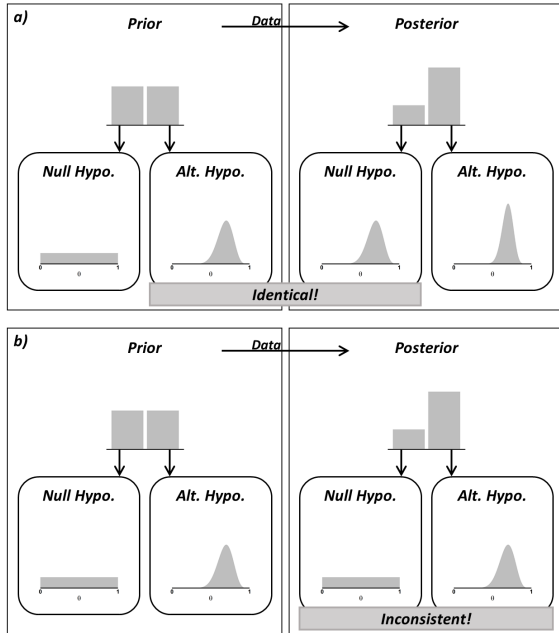 a)
Prior
Data
Posterior
Null Hypo.
Alt. Hypo.
Null Hypo.
Alt. Hypo.
0 1
θ
0 1
θ
0 1
θ
0 1
θ
Identical!
b)
Prior
Data
Posterior
Null Hypo.
Alt. Hypo.
Null Hypo.
Alt. Hypo.
0 1
θ
0 1
θ
0 1
θ
0 1
θ
Inconsistent!